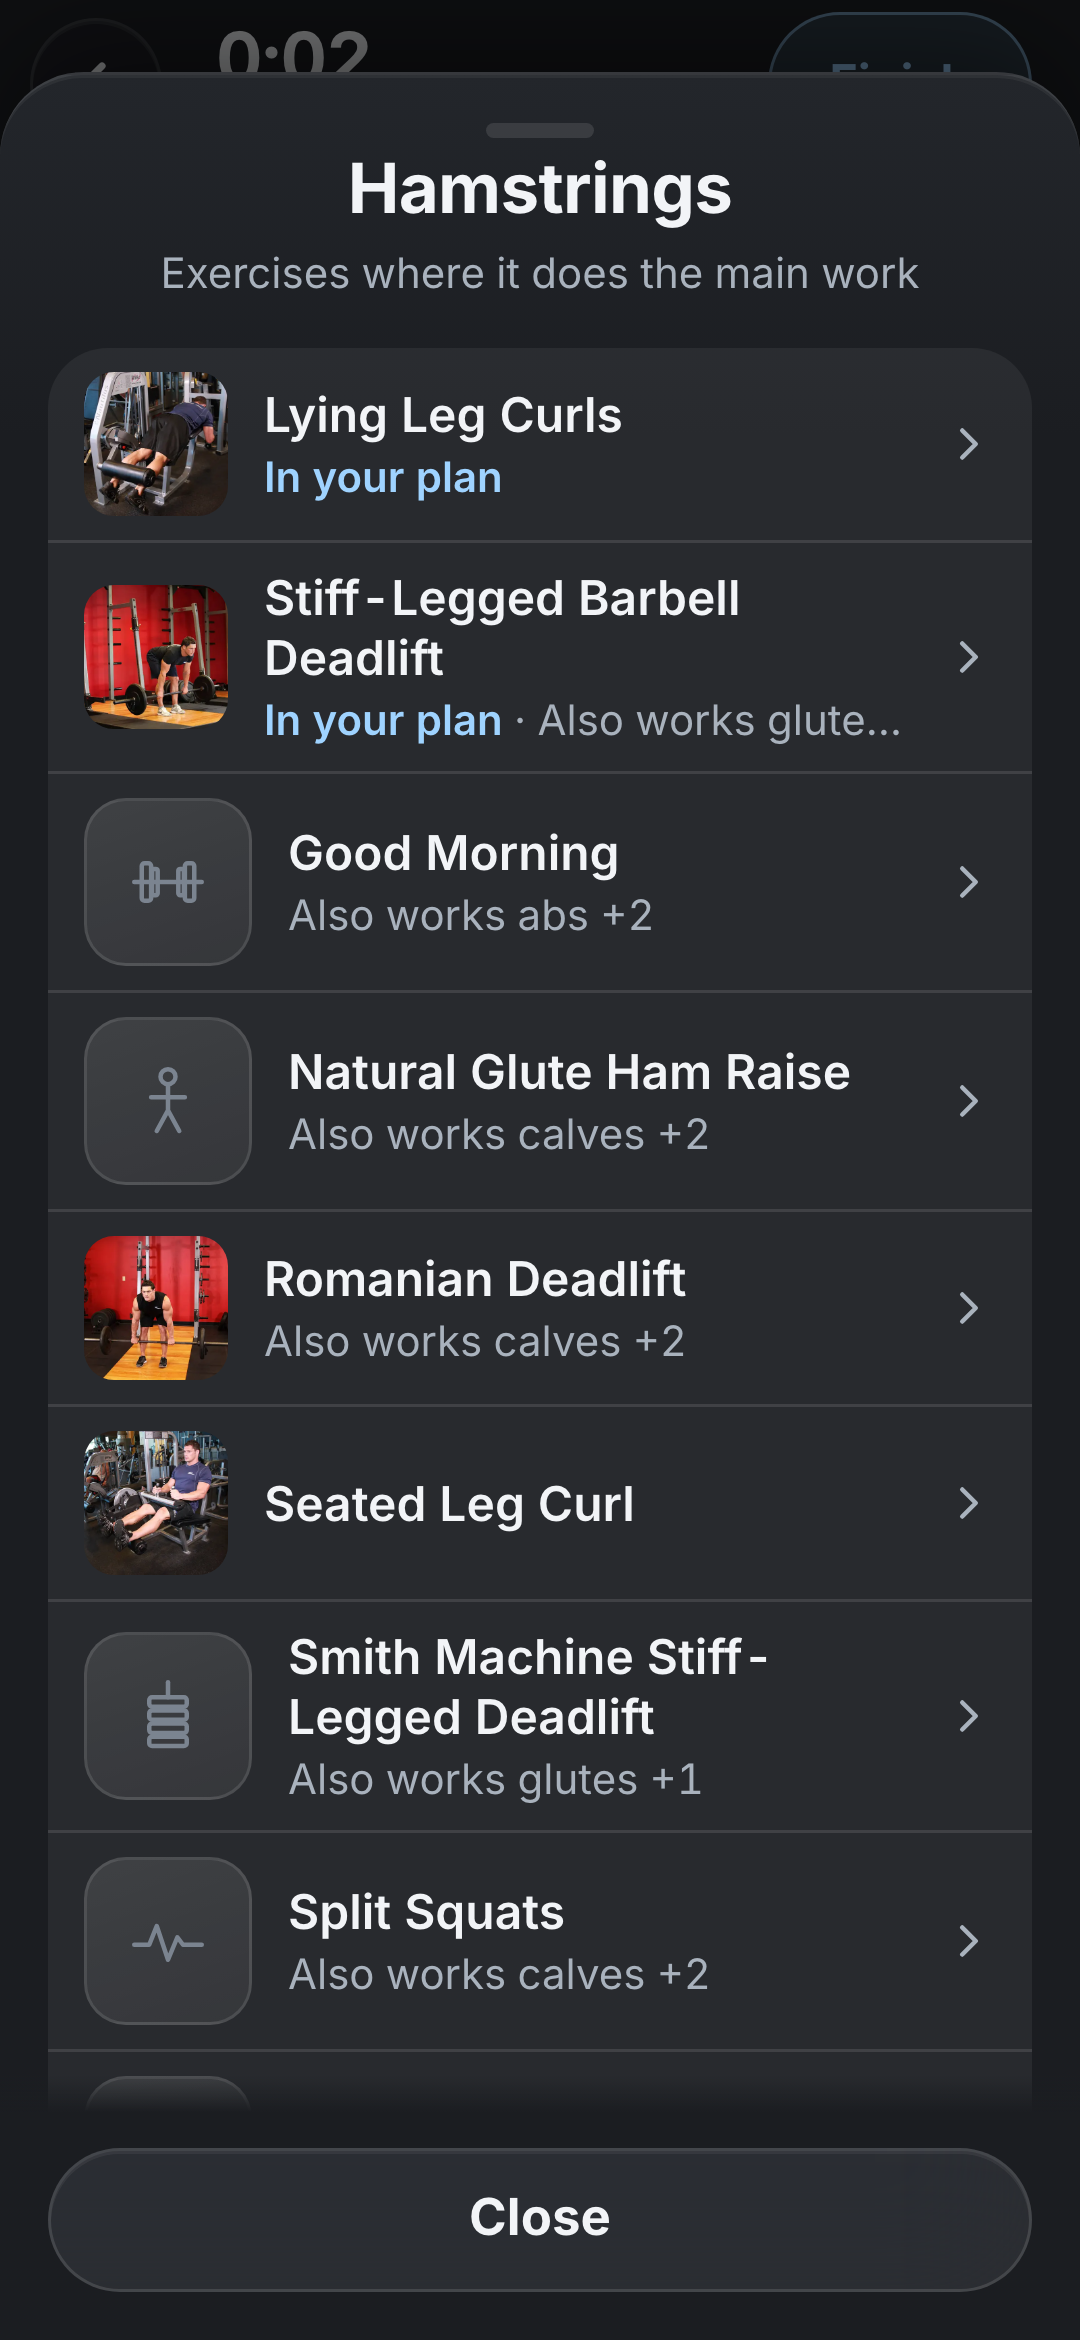 0:02
Finish
Hamstrings
Exercises where it does the main work
Lying Leg Curls
In your plan
Stiff-Legged Barbell
Deadlift
In your plan · Also works glute...
Good Morning
Also works abs +2
Natural Glute Ham Raise
Also works calves +2
Romanian Deadlift
Also works calves +2
Seated Leg Curl
Smith Machine Stiff-
Legged Deadlift
Also works glutes +1
Split Squats
Also works calves +2
Close